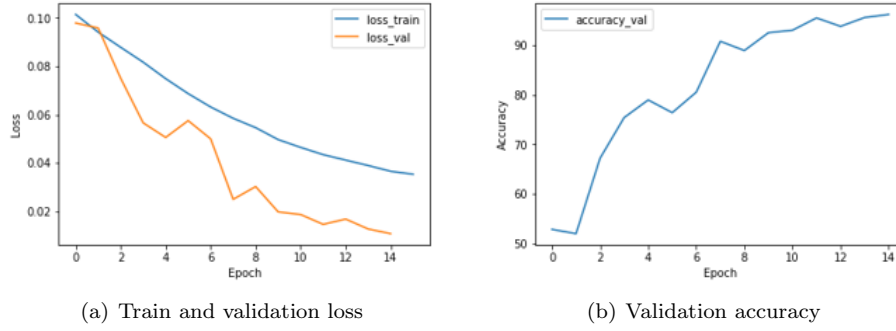 0.10
0.08
0.06
0.04
0.02
Loss
loss_train
loss_val
0 2 4 6 8 10 12 14
Epoch
(a) Train and validation loss
90
80
70
60
50
Accuracy
accuracy_val
0 2 4 6 8 10 12 14
Epoch
(b) Validation accuracy